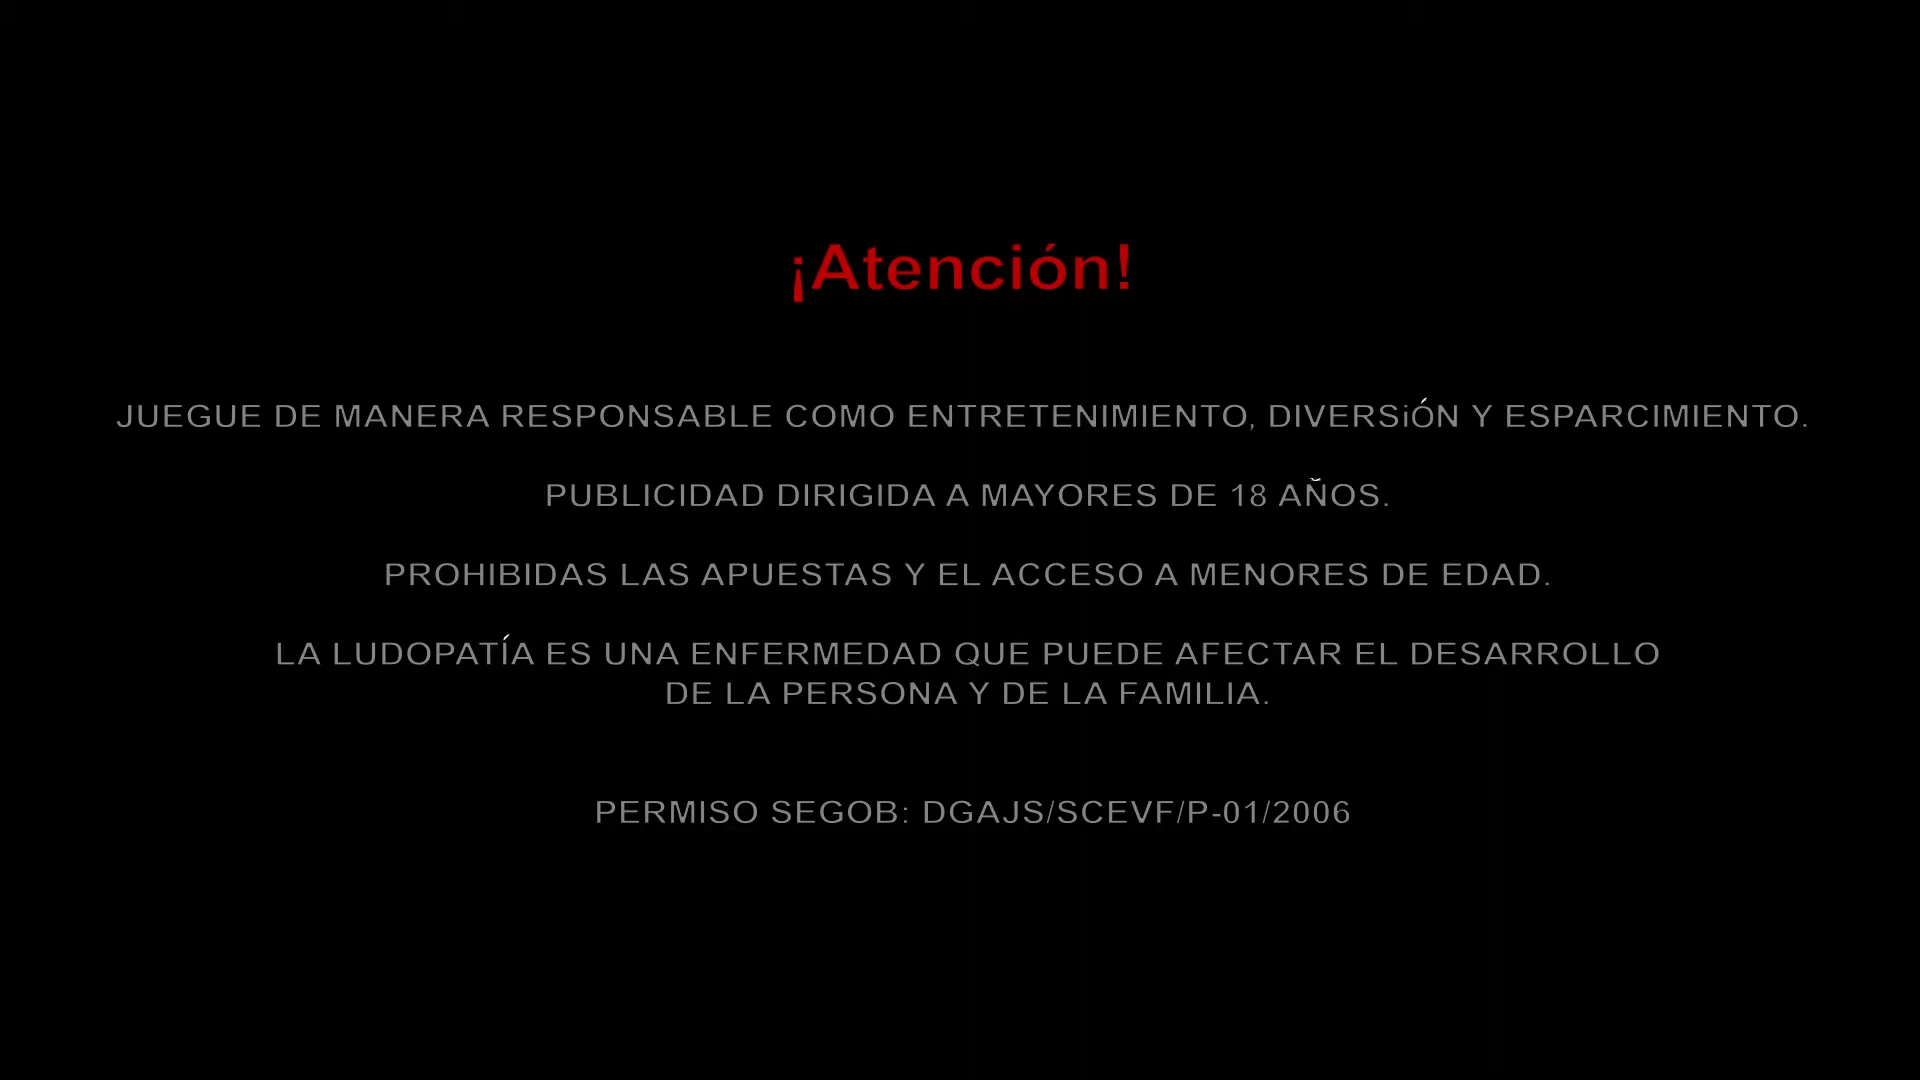 ¡Atención!
JUEGUE DE MANERA RESPONSABLE COMO ENTRETENIMIENTO, DIVERSiÓN Y ESPARCIMIENTO.
PUBLICIDAD DIRIGIDA A MAYORES DE 18 AÑOS.
PROHIBIDAS LAS APUESTAS Y EL ACCESO A MENORES DE EDAD.
LA LUDOPATÍA ES UNA ENFERMEDAD QUE PUEDE AFECTAR EL DESARROLLO
DE LA PERSONA Y DE LA FAMILIA.
PERMISO SEGOB: DGAJS/SCEVF/P-01/2006